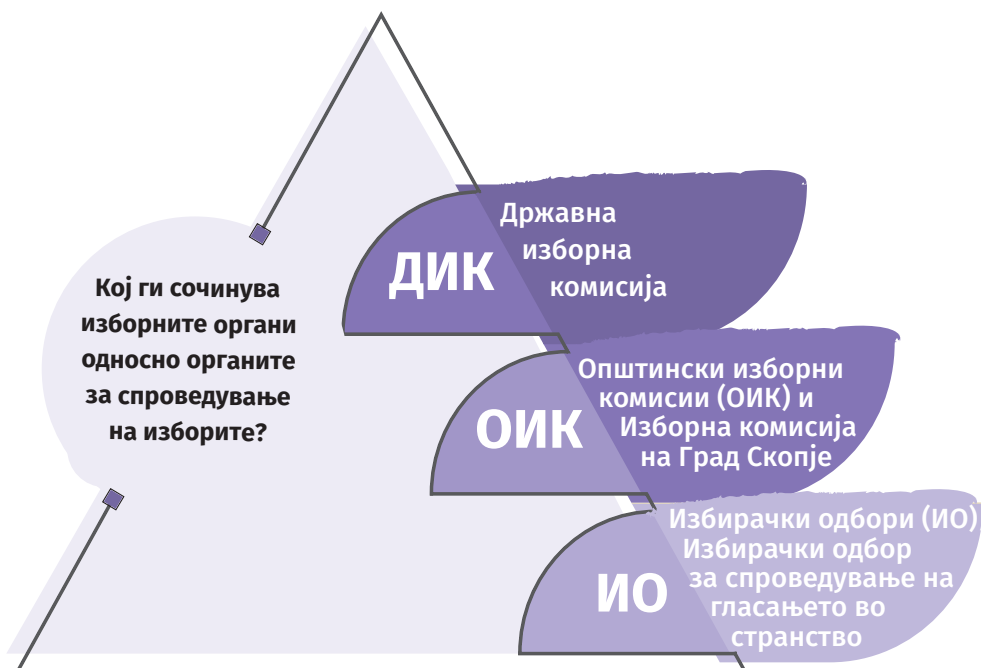 Кој ги сочинува
изборните органи
односно органите
за спроведување
на изборите?
ДИК
Државна
изборна
комисија
ОИК
Општински изборни
комисии (ОИК) и
Изборна комисија
на Град Скопје
ИО
Избирачки одбори (ИО)
Избирачки одбор
за спроведување на
гласањето во
странство